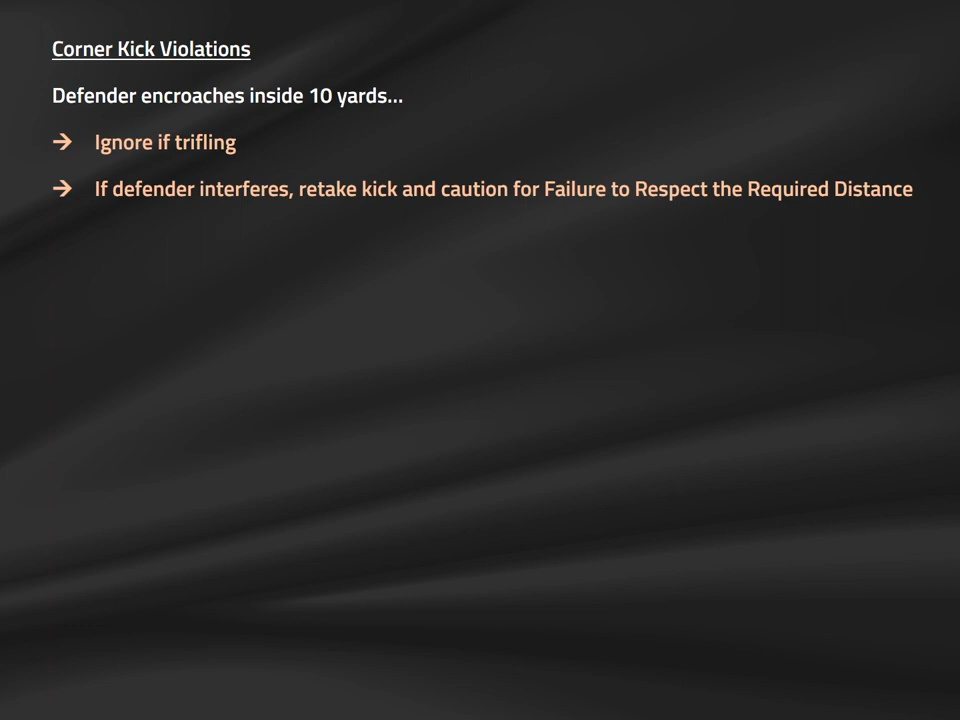 Corner Kick Violations
Defender encroaches inside 10 yards...
→ Ignore if trifling
→ If defender interferes, retake kick and caution for Failure to Respect the Required Distance